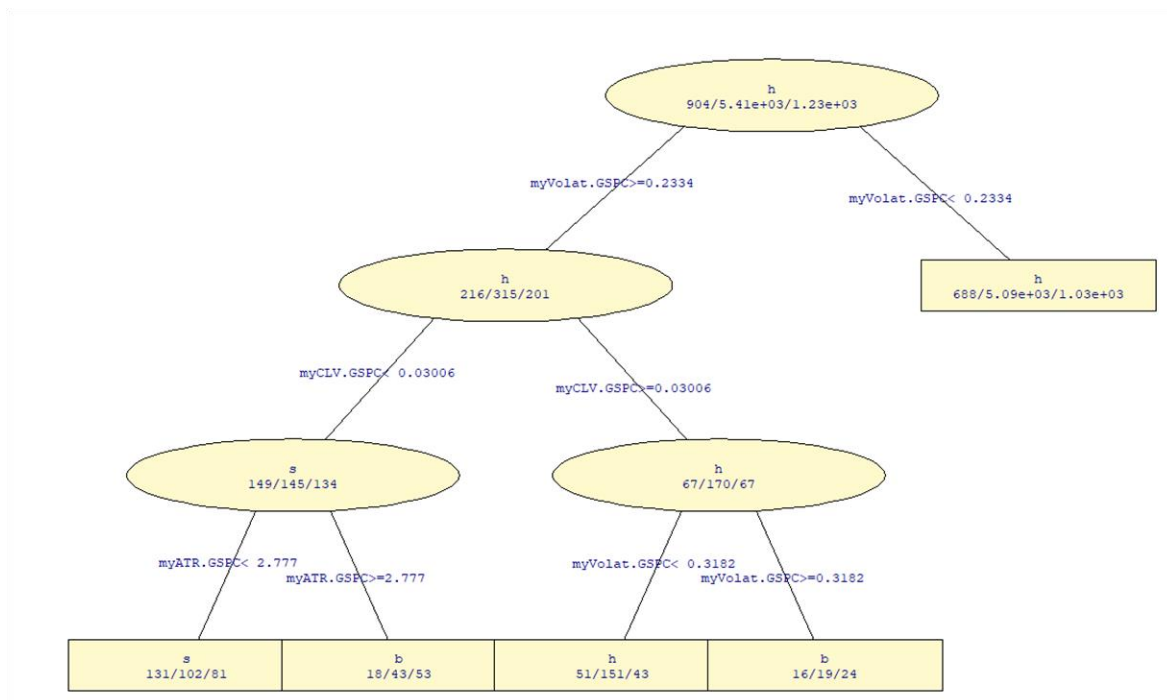 h
904/5.41e+03/1.23e+03
myVolat.GSPC>=0.2334
myVolat.GSPC< 0.2334
h
216/315/201
h
688/5.09e+03/1.03e+03
myCLV.GSPC< 0.03006
myCLV.GSPC>=0.03006
s
149/145/134
h
67/170/67
myATR.GSPC< 2.777
myATR.GSPC>=2.777
myVolat.GSPC< 0.3182
myVolat.GSPC>=0.3182
s
131/102/81
b
18/43/53
h
51/151/43
b
16/19/24